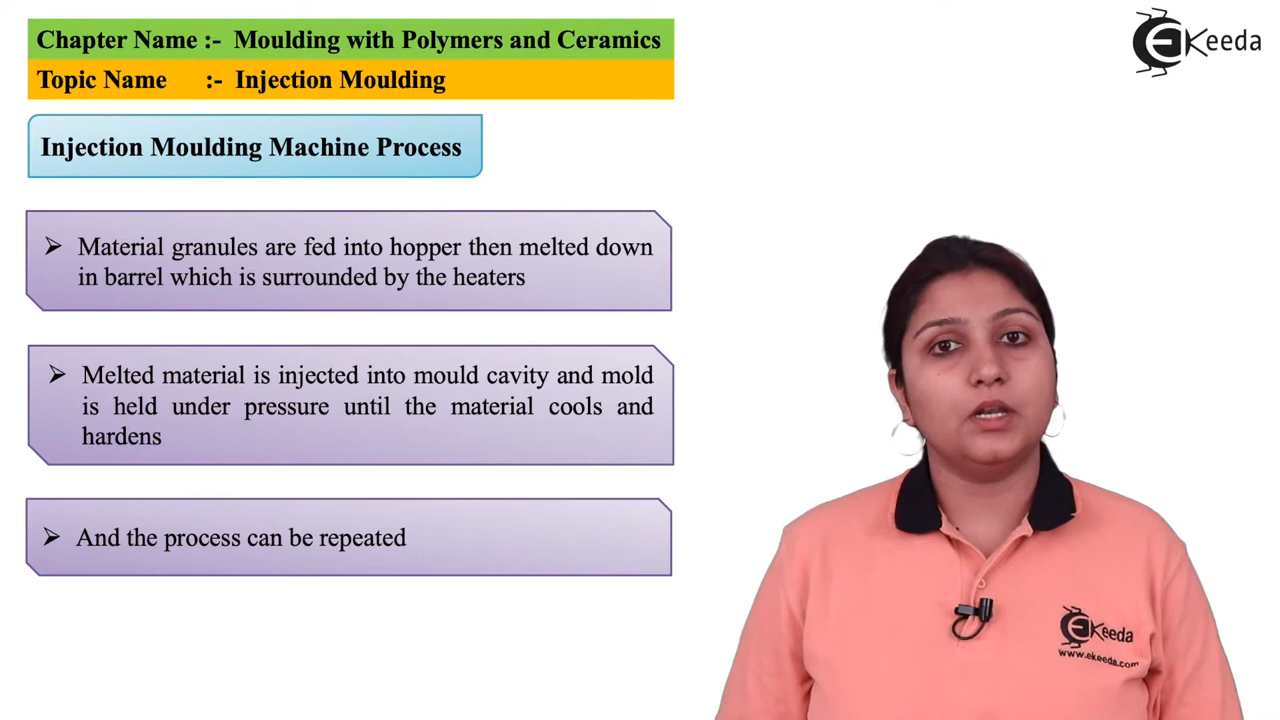 Chapter Name :- Moulding with Polymers and Ceramics
Topic Name :- Injection Moulding
EKeeda
Injection Moulding Machine Process
➢ Material granules are fed into hopper then melted down
in barrel which is surrounded by the heaters
➢ Melted material is injected into mould cavity and mold
is held under pressure until the material cools and
hardens
➢ And the process can be repeated
EKeeda
www.ekeeda.com